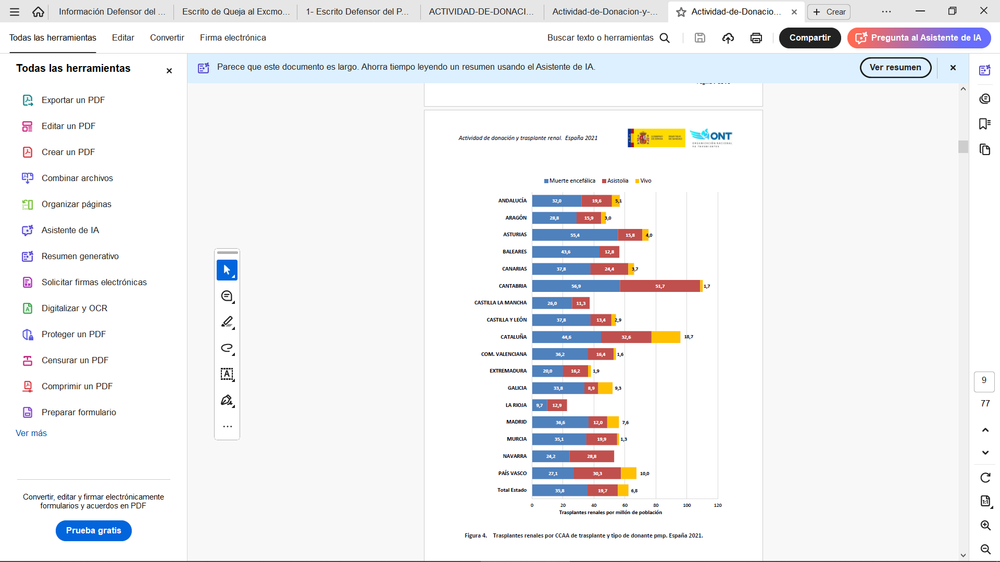 Información Defensor del ...
Escrito de Queja al Excmo...
1- Escrito Defensor del P...
ACTIVIDAD-DE-DONACI...
Actividad-de-Donacion-y-...
Actividad-de-Donacio...
Crear
Todas las herramientas
Editar
Convertir
Firma electrónica
Buscar texto o herramientas
Compartir
Pregunta al Asistente de IA
Todas las herramientas
Parece que este documento es largo. Ahorra tiempo leyendo un resumen usando el Asistente de IA.
Ver resumen
Exportar un PDF
Editar un PDF
Crear un PDF
Combinar archivos
Organizar páginas
Asistente de IA
Resumen generativo
Solicitar firmas electrónicas
Digitalizar y OCR
Proteger un PDF
Censurar un PDF
Comprimir un PDF
Preparar formulario
Ver más
Convertir, editar y firmar electrónicamente
formularios y acuerdos en PDF
Prueba gratis
Actividad de donación y trasplante renal. España 2021
GOBIERNO DE ESPAÑA
MINISTERIO DE SANIDAD
ONT
ORGANIZACIÓN NACIONAL
DE TRASPLANTES
Muerte encefálica Asistolia Vivo
ANDALUCÍA 32,0 19,6 5,1
ARAGÓN 28,8 15,9 3,0
ASTURIAS 55,4 15,8 4,0
BALEARES 43,6 12,8
CANARIAS 37,8 24,4 3,7
CANTABRIA 56,9 51,7 1,7
CASTILLA LA MANCHA 26,0 11,3
CASTILLA Y LEÓN 37,8 13,4 2,9
CATALUÑA 44,6 32,6 18,7
COM. VALENCIANA 36,2 16,4 1,6
EXTREMADURA 20,0 16,2 1,9
GALICIA 33,8 8,9 9,3
LA RIOJA 9,7 12,9
MADRID 36,6 12,0 7,6
MURCIA 35,1 19,9 1,3
NAVARRA 24,2 28,8
PAÍS VASCO 27,1 30,3 10,0
Total Estado 35,8 19,7 6,8
0 20 40 60 80 100 120
Trasplantes renales por millón de población
Figura 4. Trasplantes renales por CCAA de trasplante y tipo de donante pmp. España 2021.
9
77
1:1